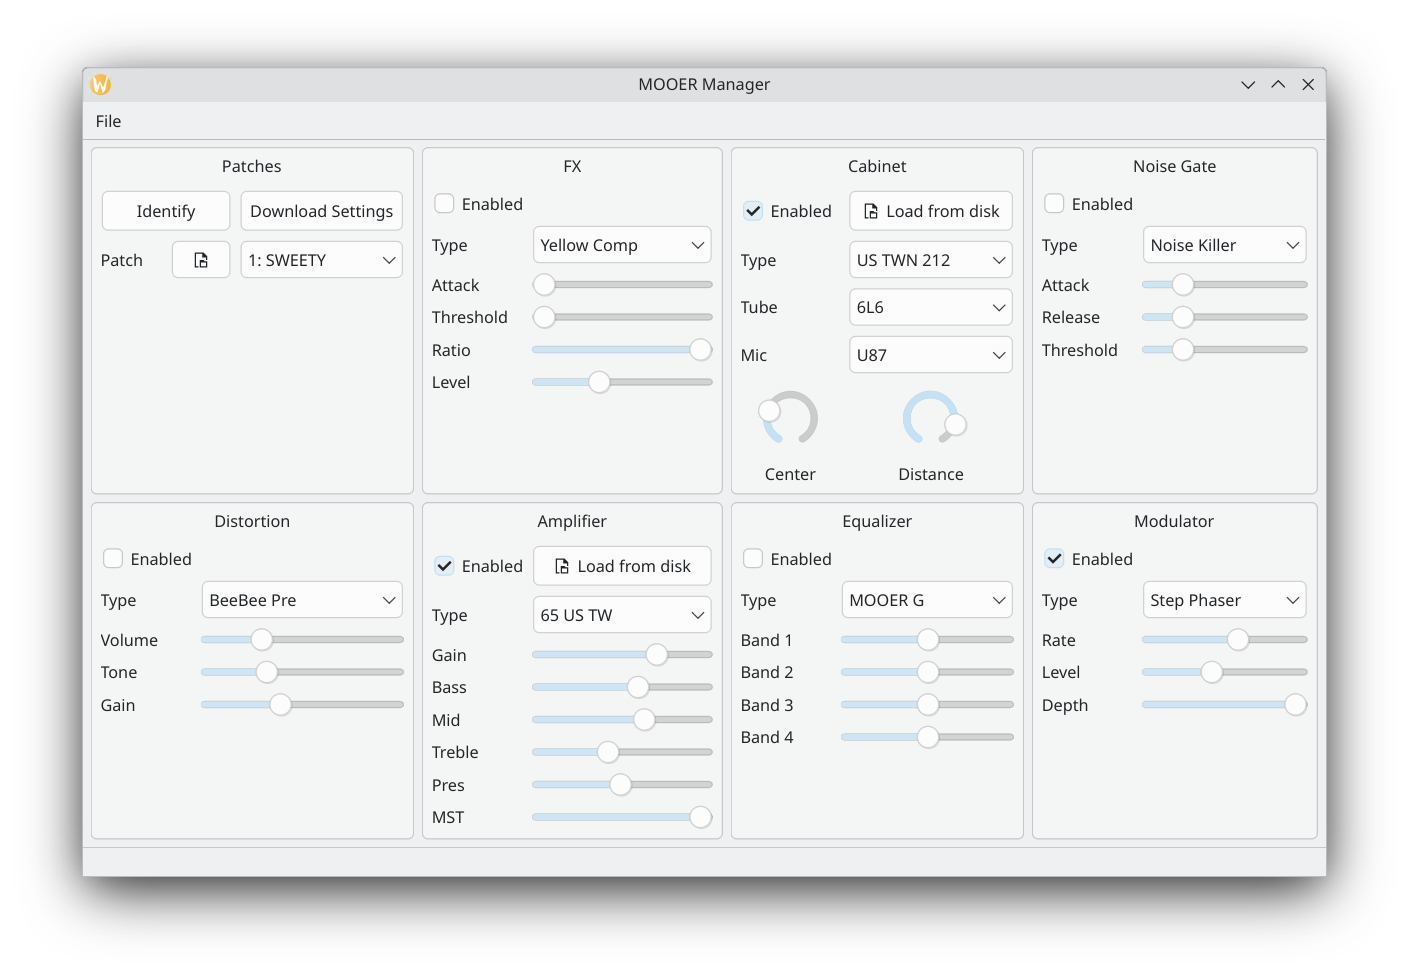 MOOER Manager
File
Patches
Identify
Download Settings
Patch
1: SWEETY
FX
Enabled
Type
Yellow Comp
Attack
Threshold
Ratio
Level
Cabinet
Enabled
Load from disk
Type
US TWN 212
Tube
6L6
Mic
U87
Center
Distance
Noise Gate
Enabled
Type
Noise Killer
Attack
Release
Threshold
Distortion
Enabled
Type
BeeBee Pre
Volume
Tone
Gain
Amplifier
Enabled
Load from disk
Type
65 US TW
Gain
Bass
Mid
Treble
Pres
MST
Equalizer
Enabled
Type
MOOER G
Band 1
Band 2
Band 3
Band 4
Modulator
Enabled
Type
Step Phaser
Rate
Level
Depth